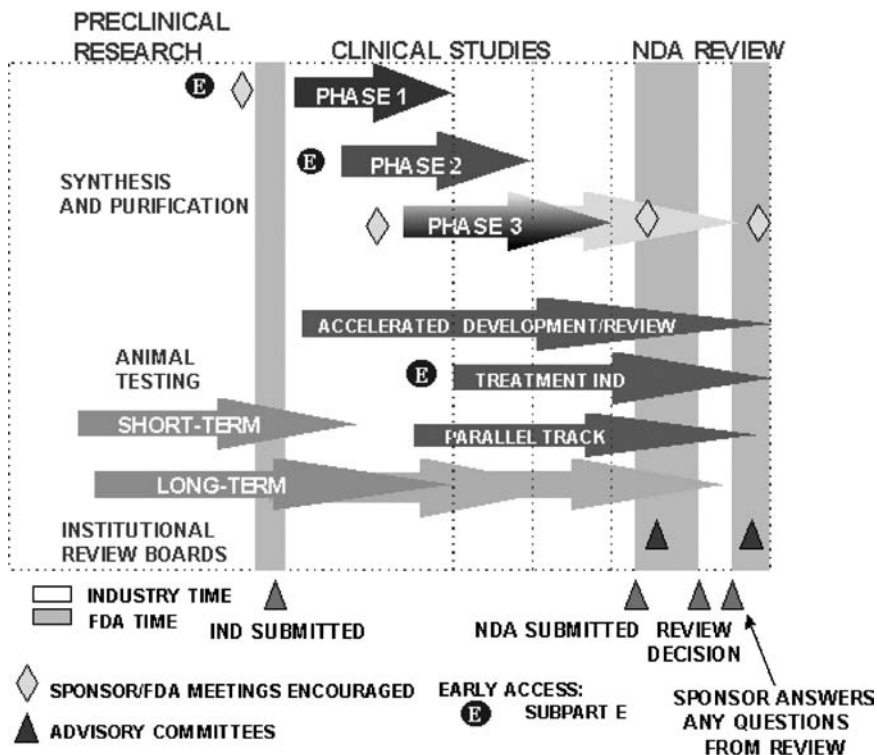 PRECLINICAL
RESEARCH
CLINICAL STUDIES
NDA REVIEW
E
PHASE 1
E
PHASE 2
SYNTHESIS
AND PURIFICATION
PHASE 3
ACCELERATED DEVELOPMENT/REVIEW
ANIMAL
TESTING
E
TREATMENT IND
SHORT-TERM
PARALLEL TRACK
LONG-TERM
INSTITUTIONAL
REVIEW BOARDS
INDUSTRY TIME
FDA TIME
IND SUBMITTED
NDA SUBMITTED
REVIEW
DECISION
SPONSOR/FDA MEETINGS ENCOURAGED
ADVISORY COMMITTEES
EARLY ACCESS:
E SUBPART E
SPONSOR ANSWERS
ANY QUESTIONS
FROM REVIEW